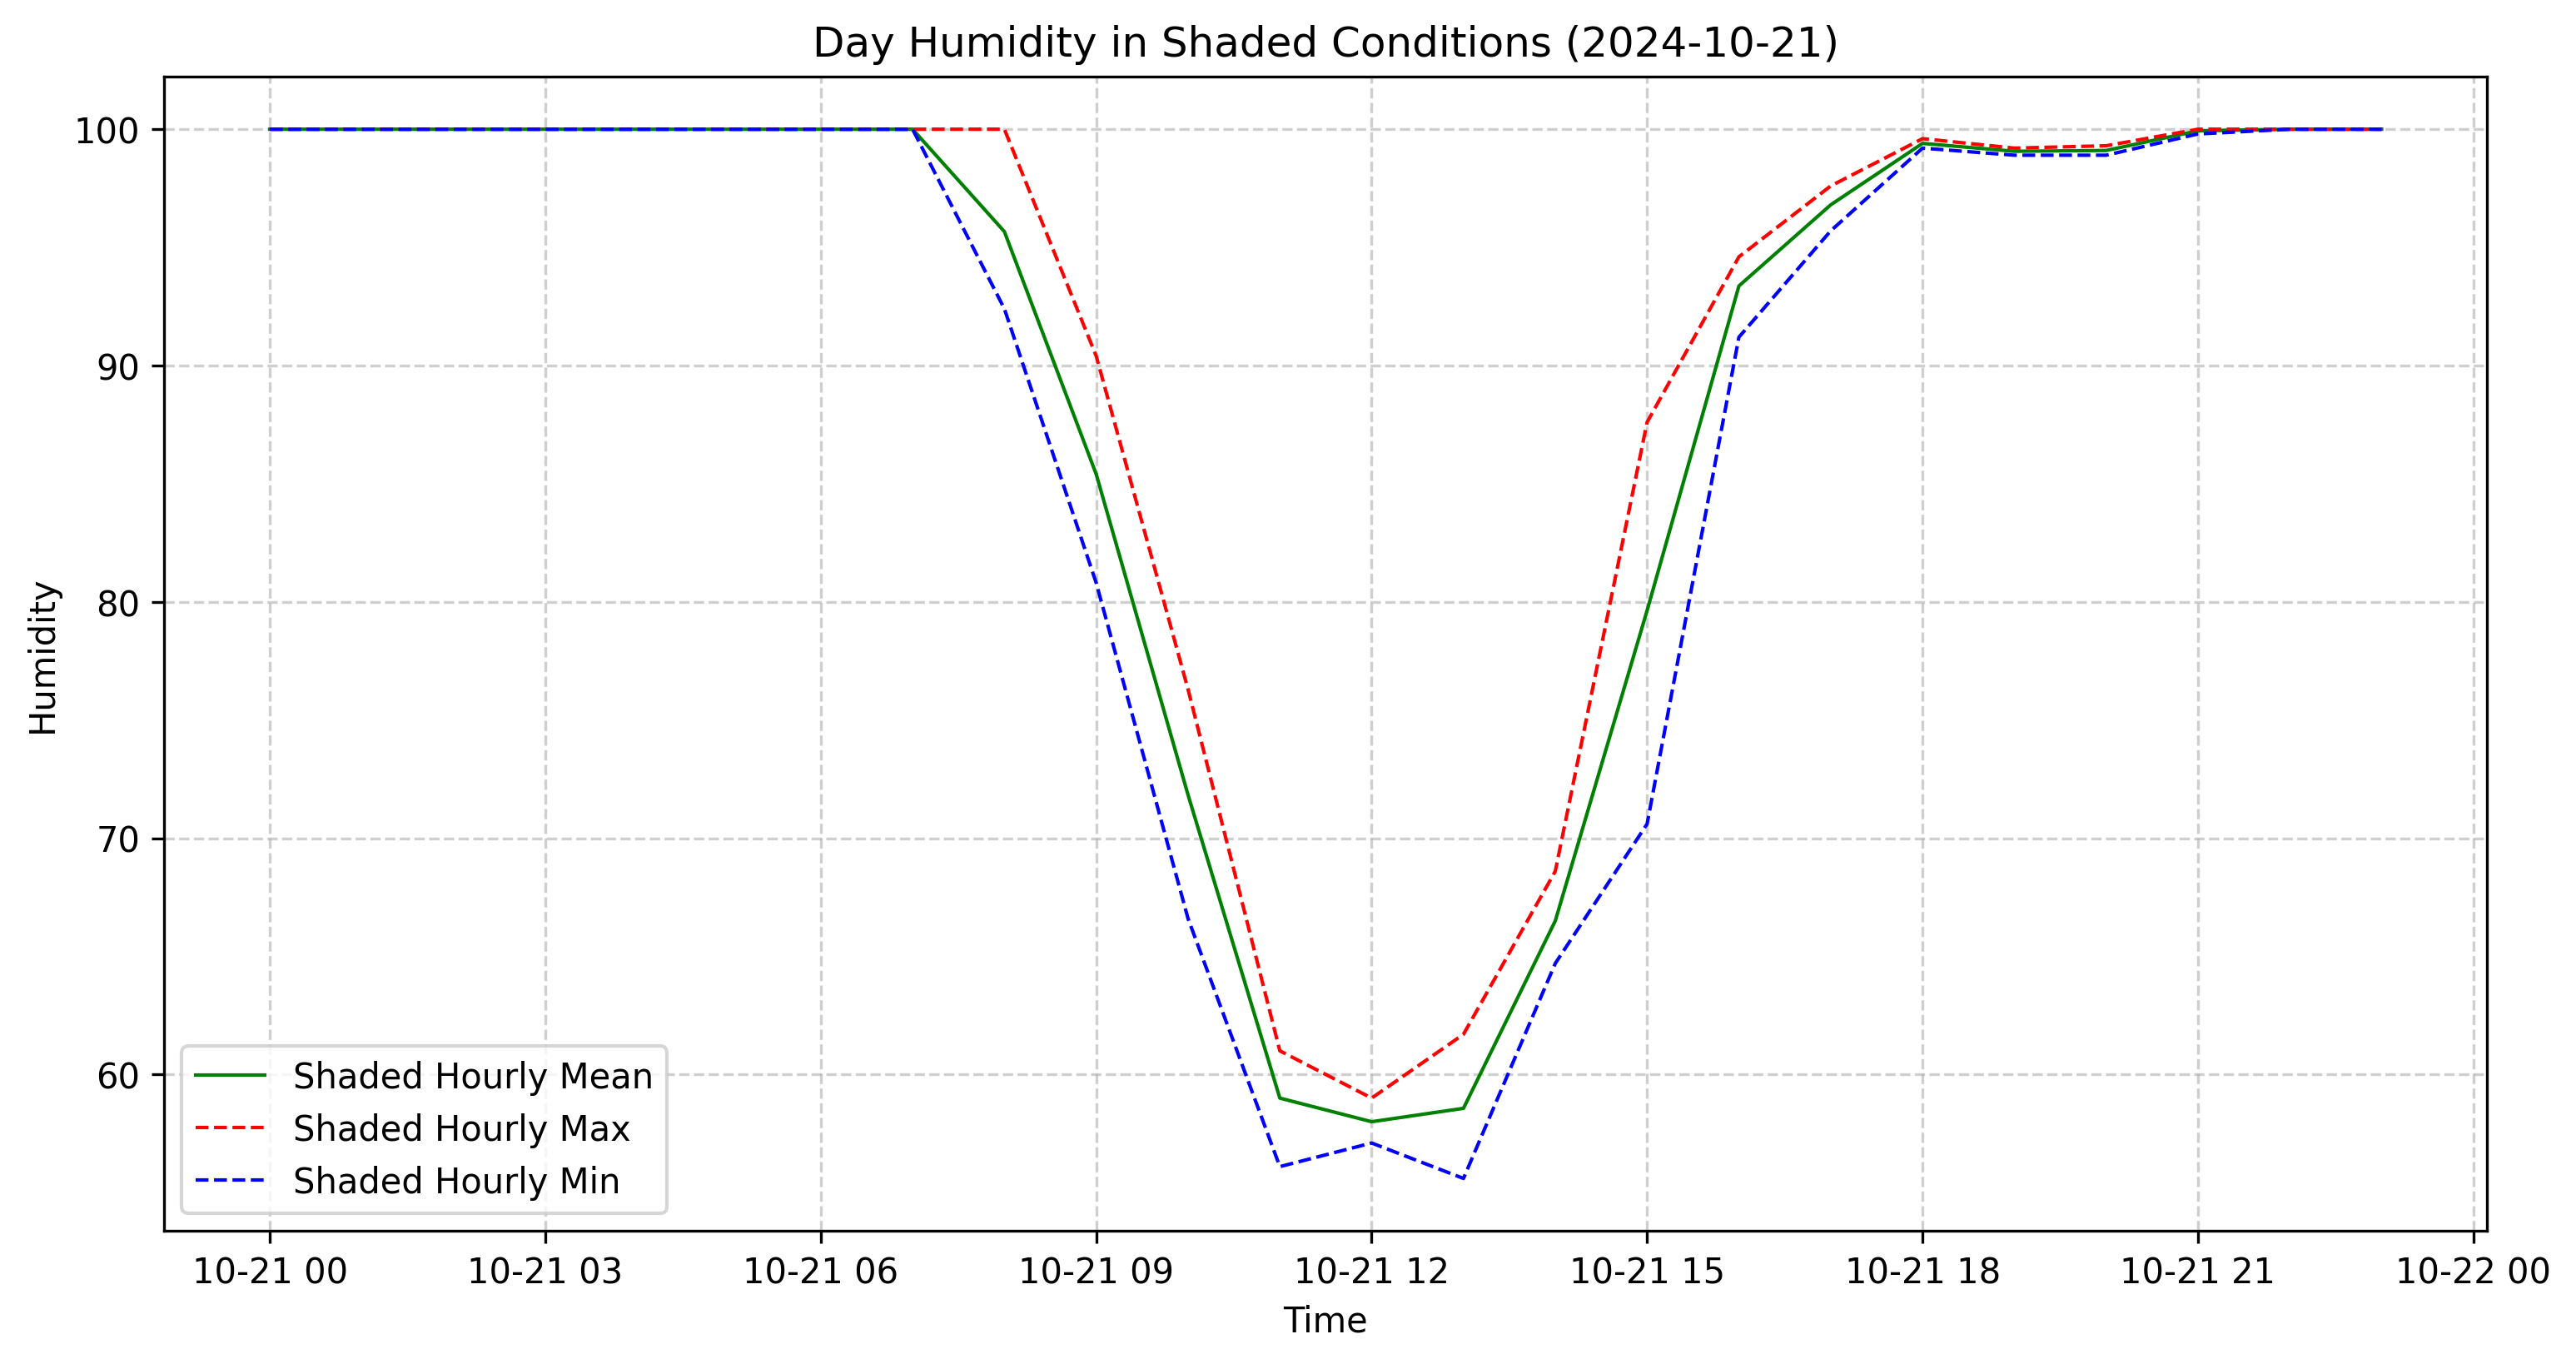 Day Humidity in Shaded Conditions (2024-10-21)
100
90
80
70
60
Humidity
Shaded Hourly Mean
Shaded Hourly Max
Shaded Hourly Min
10-21 00 10-21 03 10-21 06 10-21 09 10-21 12 10-21 15 10-21 18 10-21 21 10-22 00
Time